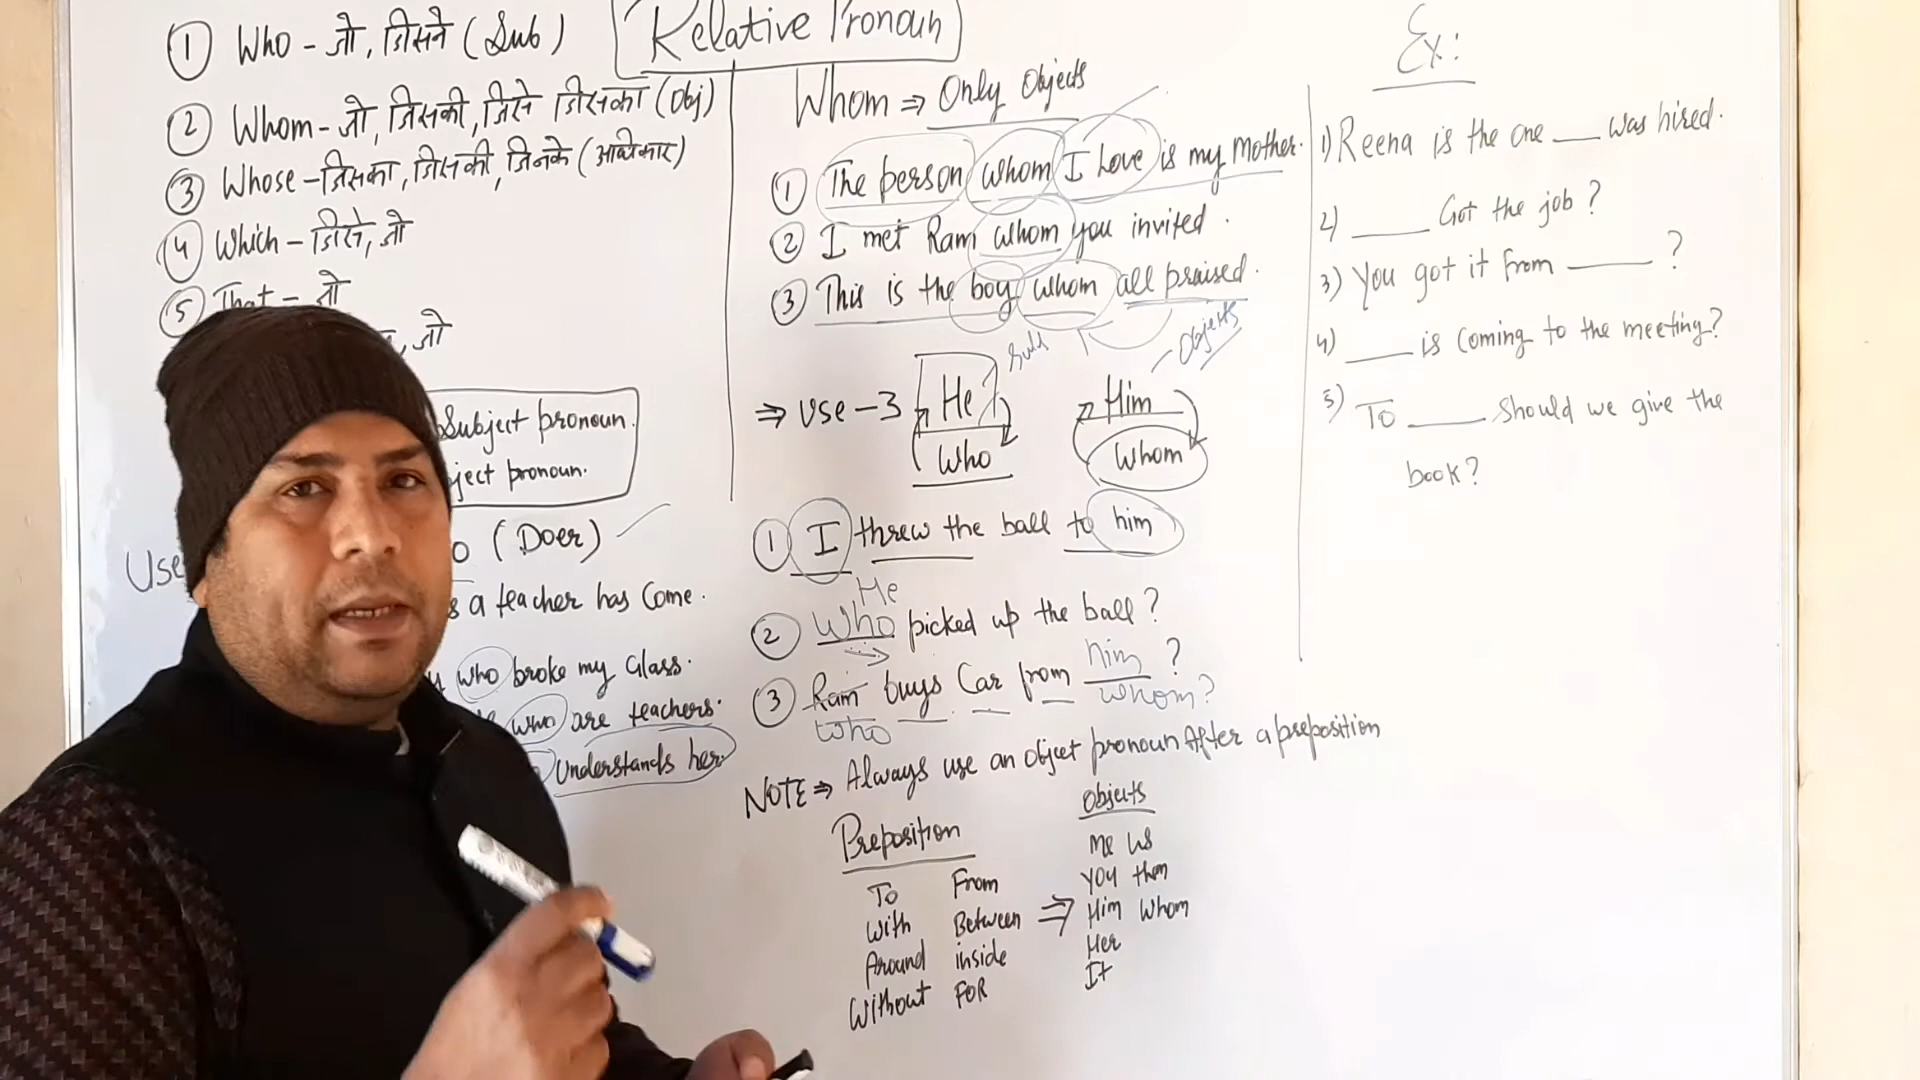 Relative Pronoun
① Who - जो, जिसने (Sub)
② Whom - जो, जिसकी, जिसे जिसका (Obj)
③ Whose - जिसका, जिसकी, जिनके (अधिकार)
④ Which - जिसे, जो
⑤ That - जो
, जो
Subject pronoun.
ject pronoun.
Use
o (Doer)
a teacher has Come.
who broke my Glass.
who are teachers.
Understands her.
Whom ⇒ Only Objects
① The person whom I Love is my Mother.
② I met Ram whom you invited.
③ This is the boy whom all praised.
Objects
⇒ Use - 3 He Him
Who Whom
① I threw the ball to him
He
② Who picked up the ball?
③ Ram buys Car from him ?
who whom?
NOTE ⇒ Always use an object pronoun After a preposition
Preposition Objects
To From Me Us
With Between ⇒ You them
Around inside Him Whom
Without FOR Her
It
Ex:
1) Reena is the one ___ was hired.
2) ____ Got the job?
3) You got it from ____ ?
4) ___ is Coming to the meeting?
5) To ____ Should we give the
book?